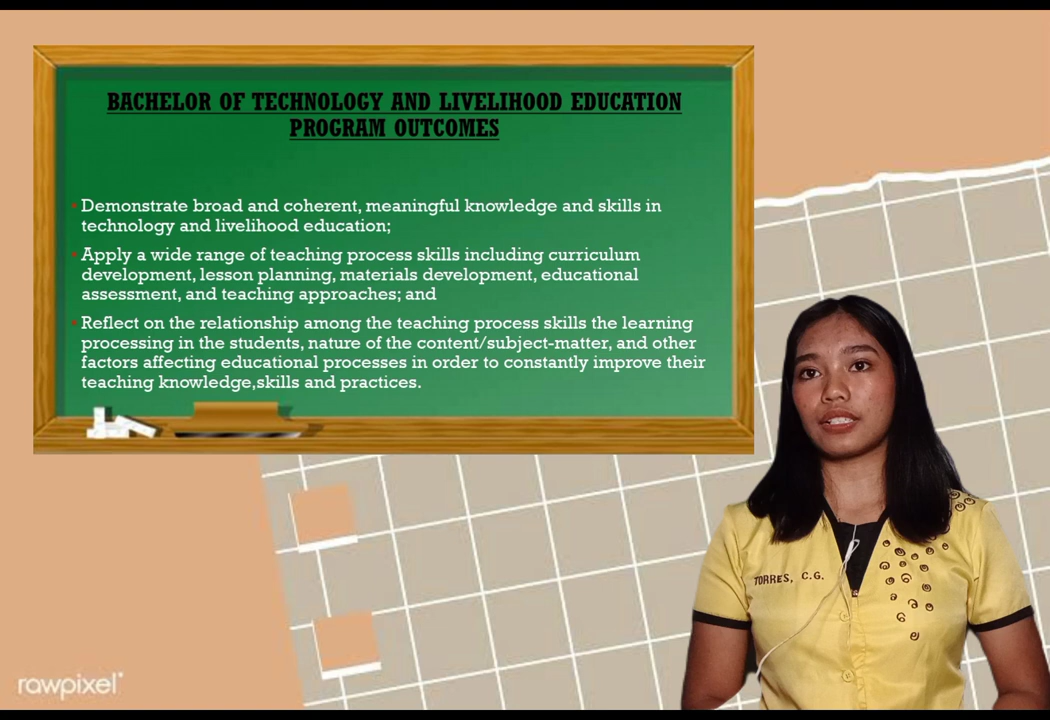 BACHELOR OF TECHNOLOGY AND LIVELIHOOD EDUCATION
PROGRAM OUTCOMES
Demonstrate broad and coherent, meaningful knowledge and skills in
technology and livelihood education;
Apply a wide range of teaching process skills including curriculum
development, lesson planning, materials development, educational
assessment, and teaching approaches; and
Reflect on the relationship among the teaching process skills the learning
processing in the students, nature of the content/subject-matter, and other
factors affecting educational processes in order to constantly improve their
teaching knowledge,skills and practices.
TORRES, C.G.
rawpixel